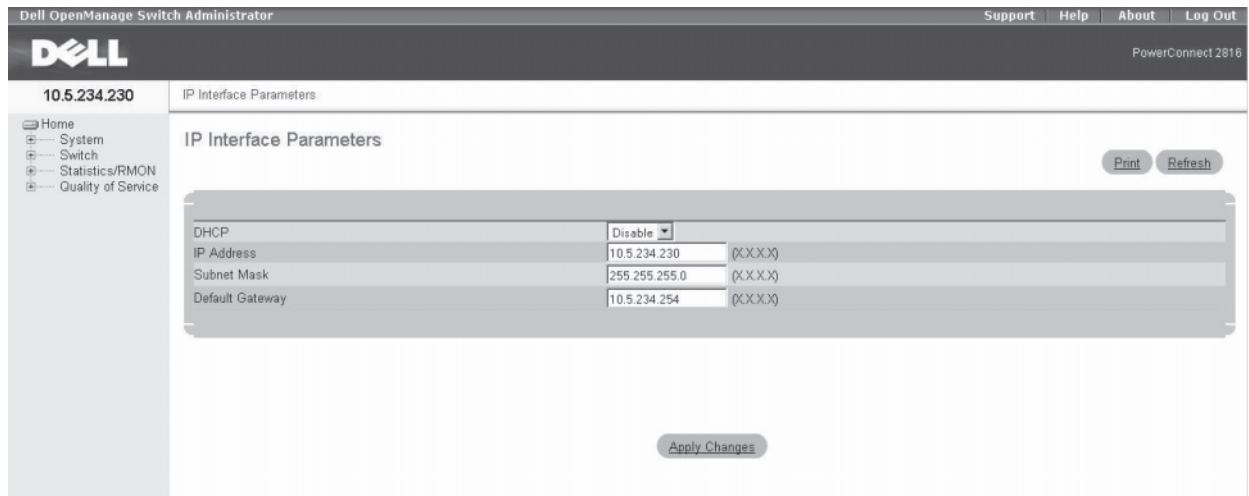 Dell OpenManage Switch Administrator
Support Help About Log Out
DELL
PowerConnect 2816
10.5.234.230
IP Interface Parameters
Home
System
Switch
Statistics/RMON
Quality of Service
IP Interface Parameters
Print Refresh
DHCP Disable
IP Address 10.5.234.230 (X.X.X.X)
Subnet Mask 255.255.255.0 (X.X.X.X)
Default Gateway 10.5.234.254 (X.X.X.X)
Apply Changes